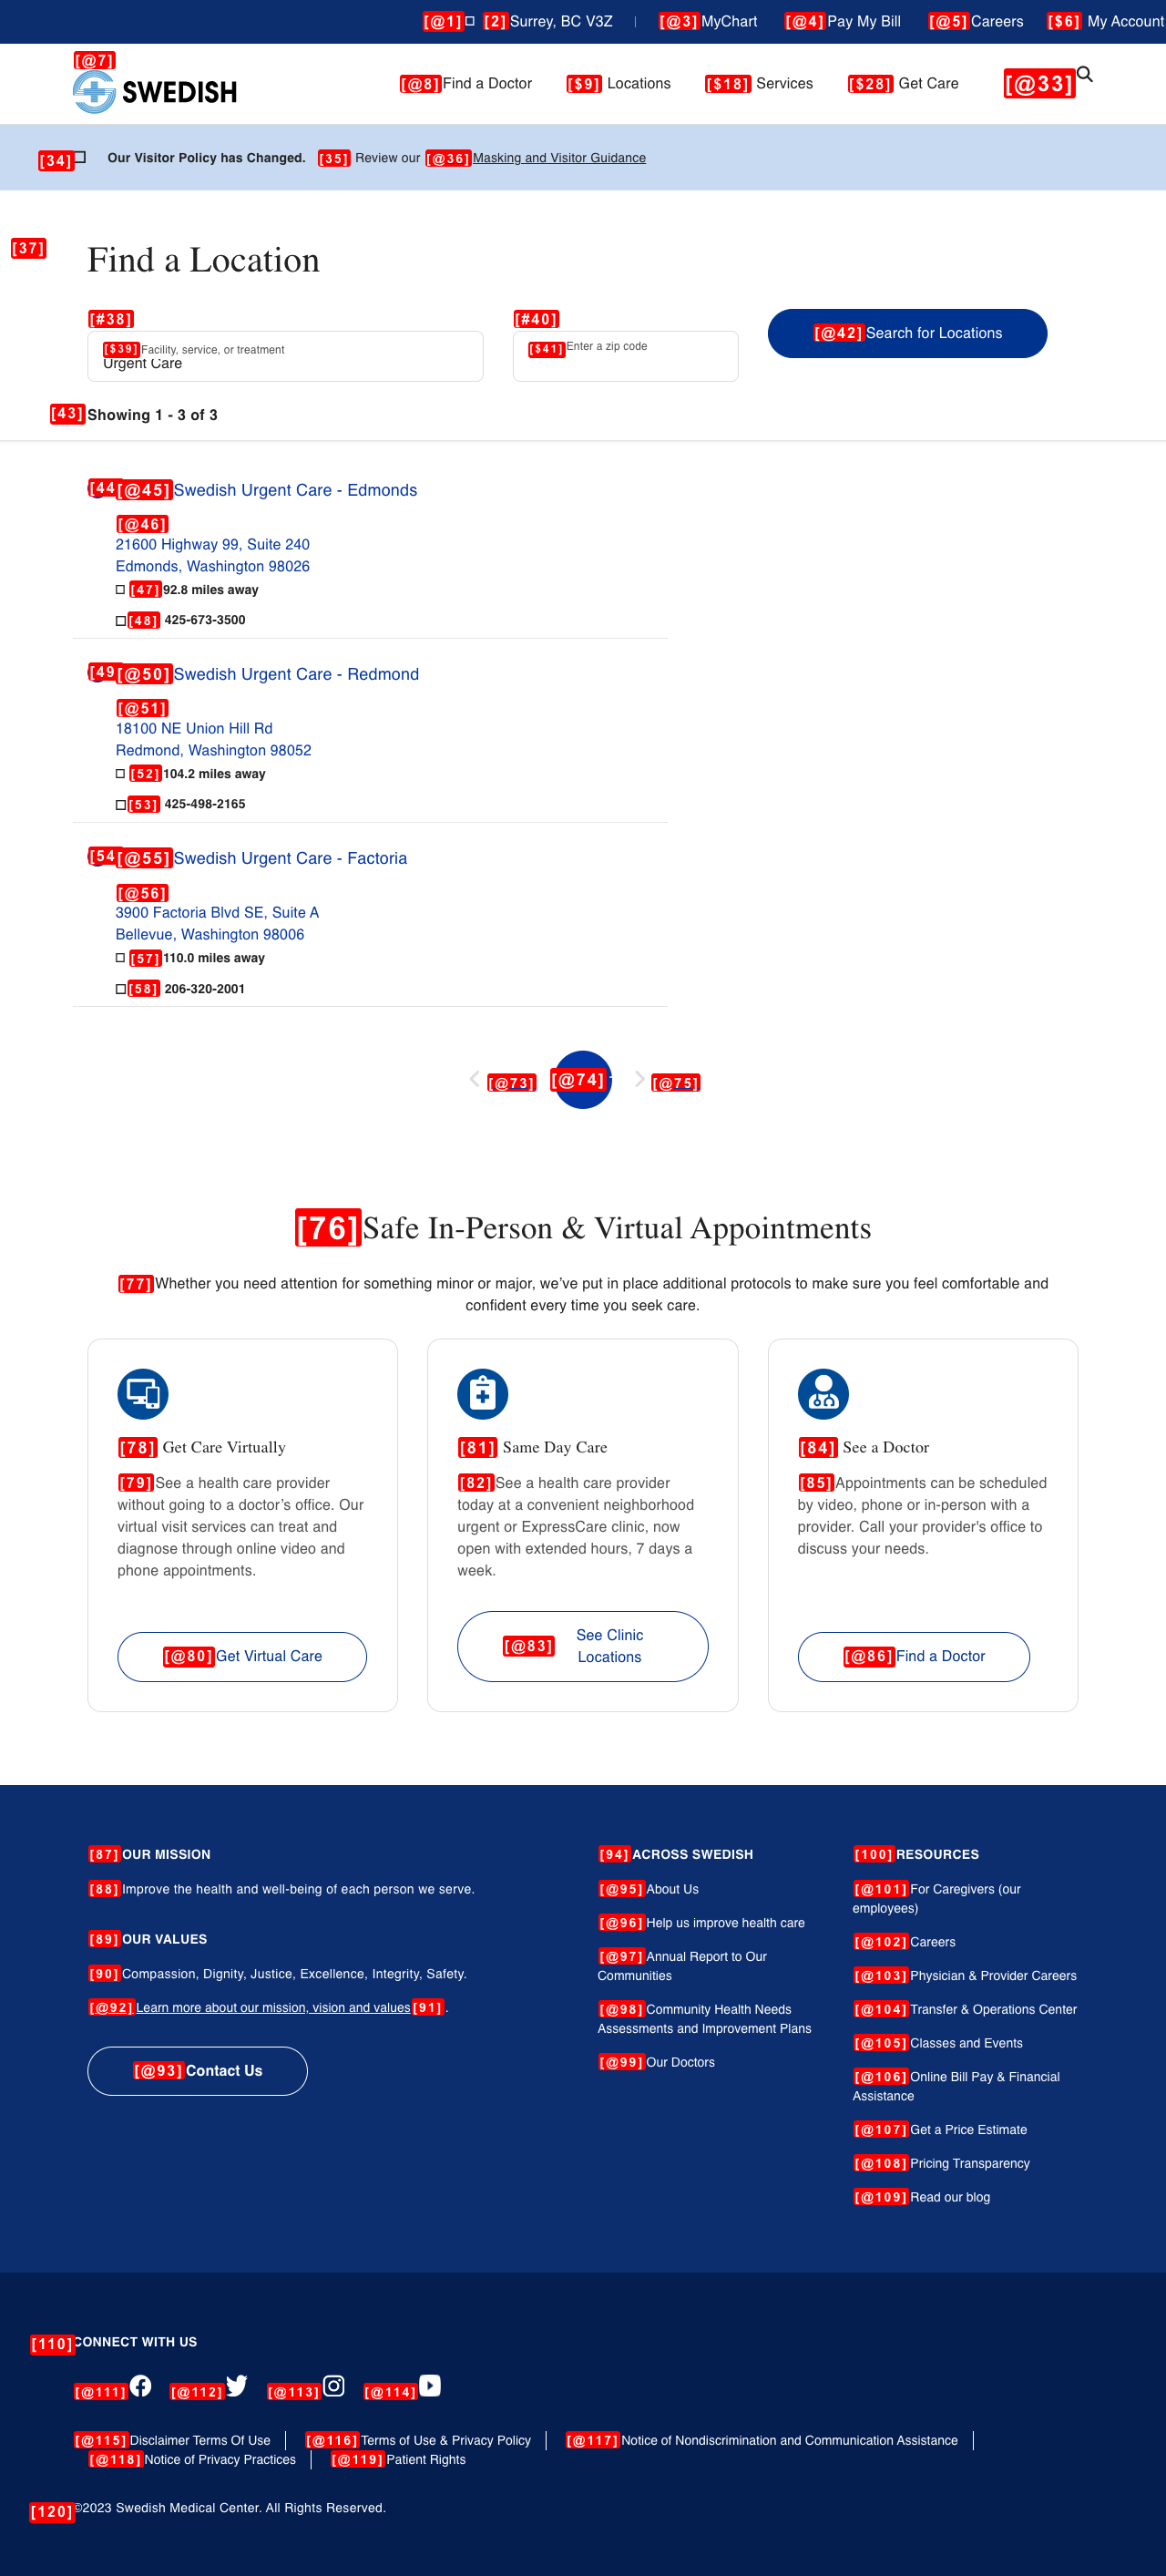 [@1] [2]Surrey, BC V3Z [@3]MyChart [@4]Pay My Bill [@5]Careers [$6] My Account
[@7]
SWEDISH
[@8]Find a Doctor [$9] Locations [$18] Services [$28] Get Care [@33]
[34] Our Visitor Policy has Changed. [35] Review our [@36]Masking and Visitor Guidance
[37]
Find a Location
[#38] [#40]
[$39]Facility, service, or treatment
Urgent Care
[$41]Enter a zip code
[@42]Search for Locations
[43]Showing 1 - 3 of 3
[44 [@45]Swedish Urgent Care - Edmonds
[@46]
21600 Highway 99, Suite 240
Edmonds, Washington 98026
[47]92.8 miles away
[48] 425-673-3500
[49 [@50]Swedish Urgent Care - Redmond
[@51]
18100 NE Union Hill Rd
Redmond, Washington 98052
[52]104.2 miles away
[53] 425-498-2165
[54 [@55]Swedish Urgent Care - Factoria
[@56]
3900 Factoria Blvd SE, Suite A
Bellevue, Washington 98006
[57]110.0 miles away
[58] 206-320-2001
[@73] [@74] [@75]
[76]Safe In-Person & Virtual Appointments
[77]Whether you need attention for something minor or major, we’ve put in place additional protocols to make sure you feel comfortable and
confident every time you seek care.
[78] Get Care Virtually
[79]See a health care provider
without going to a doctor’s office. Our
virtual visit services can treat and
diagnose through online video and
phone appointments.
[@80]Get Virtual Care
[81] Same Day Care
[82]See a health care provider
today at a convenient neighborhood
urgent or ExpressCare clinic, now
open with extended hours, 7 days a
week.
[@83] See Clinic
Locations
[84] See a Doctor
[85]Appointments can be scheduled
by video, phone or in-person with a
provider. Call your provider's office to
discuss your needs.
[@86]Find a Doctor
[87]OUR MISSION
[88]Improve the health and well-being of each person we serve.
[89]OUR VALUES
[90]Compassion, Dignity, Justice, Excellence, Integrity, Safety.
[@92]Learn more about our mission, vision and values[91].
[@93]Contact Us
[94]ACROSS SWEDISH
[@95]About Us
[@96]Help us improve health care
[@97]Annual Report to Our
Communities
[@98]Community Health Needs
Assessments and Improvement Plans
[@99]Our Doctors
[100]RESOURCES
[@101]For Caregivers (our
employees)
[@102]Careers
[@103]Physician & Provider Careers
[@104]Transfer & Operations Center
[@105]Classes and Events
[@106]Online Bill Pay & Financial
Assistance
[@107]Get a Price Estimate
[@108]Pricing Transparency
[@109]Read our blog
[110]CONNECT WITH US
[@111] [@112] [@113] [@114]
[@115]Disclaimer Terms Of Use [@116]Terms of Use & Privacy Policy [@117]Notice of Nondiscrimination and Communication Assistance
[@118]Notice of Privacy Practices [@119]Patient Rights
[120]©2023 Swedish Medical Center. All Rights Reserved.